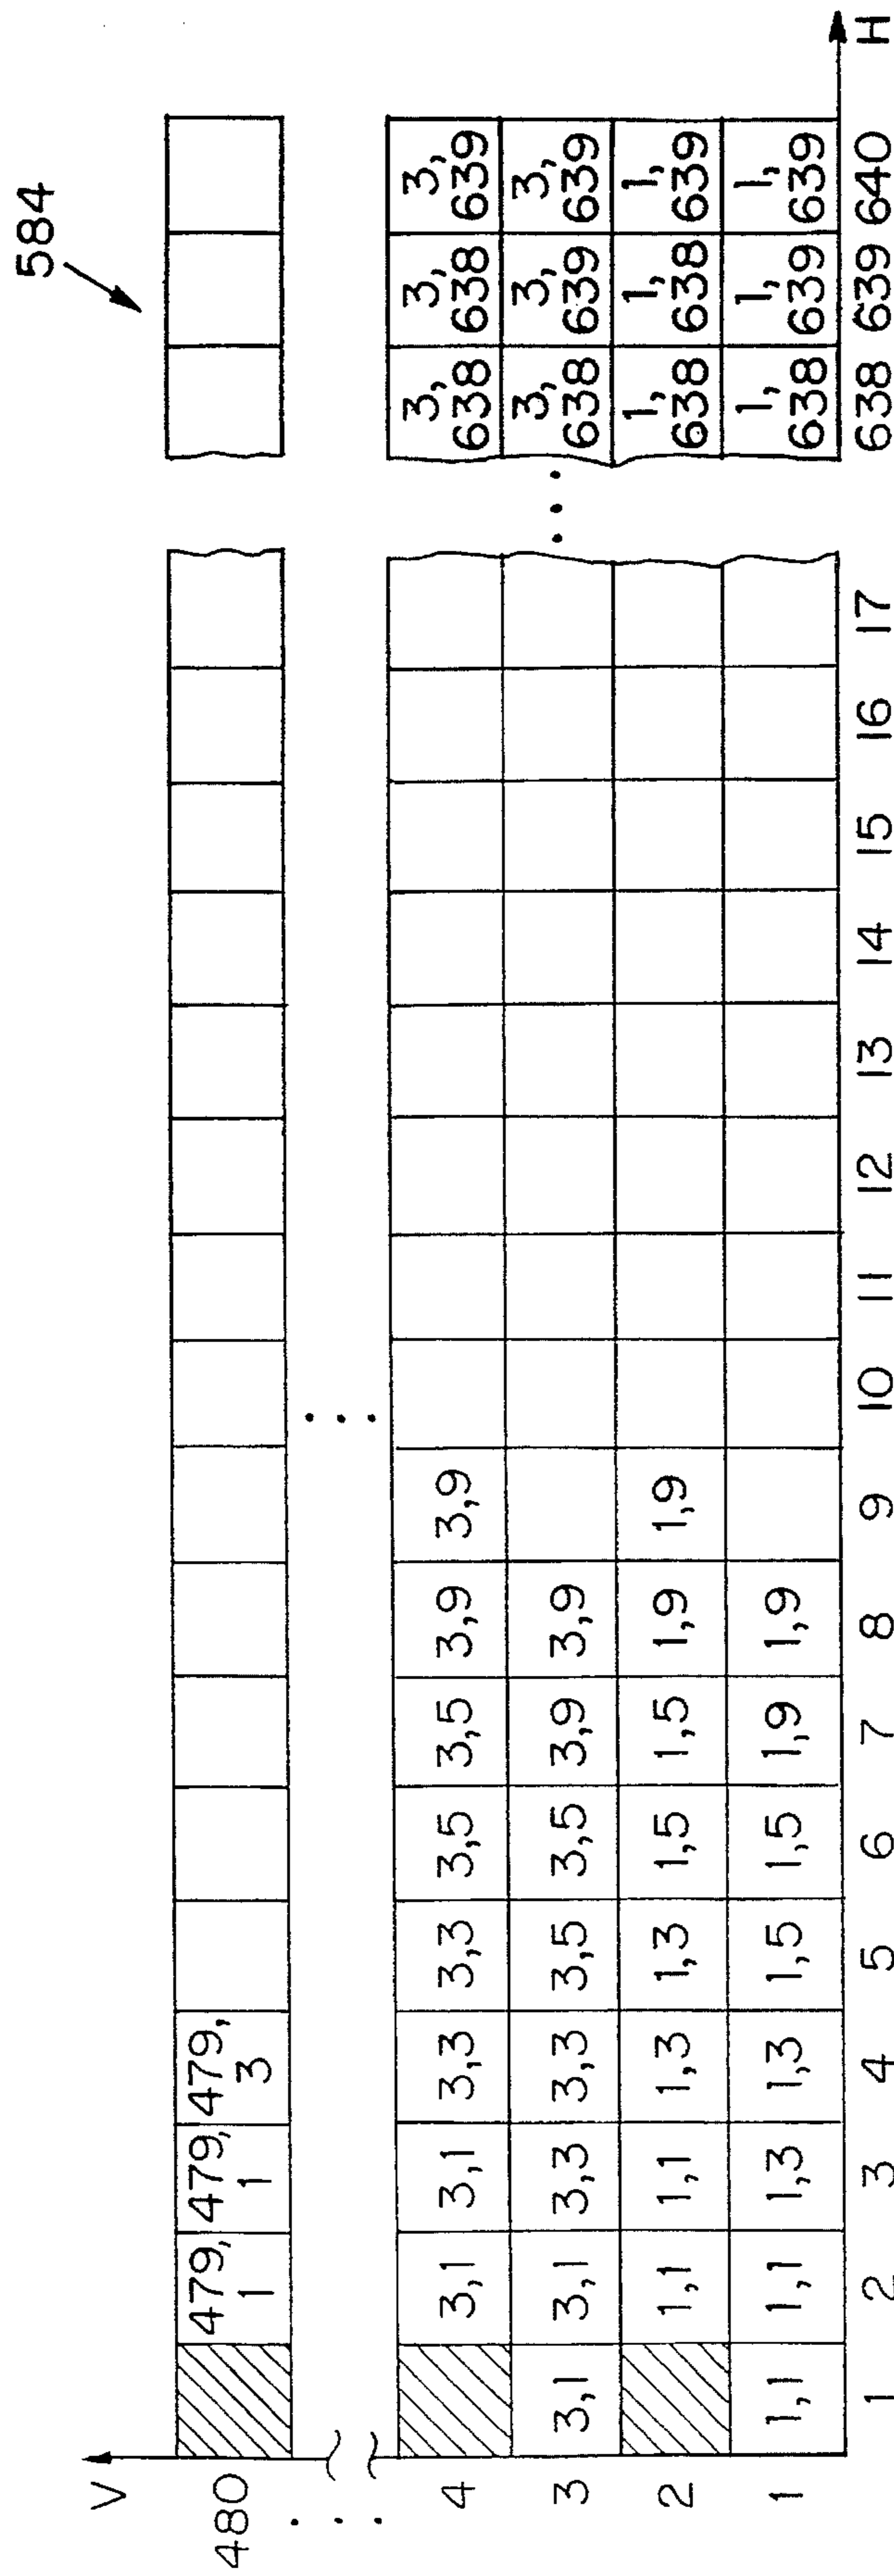 584
V
479, 479, 479,
480 1 1 3
3, 3, 3,
4 3,1 3,1 3,3 3,3 3,5 3,5 3,9 3,9 638 638 639
3, 3, 3,
3 3,1 3,1 3,3 3,3 3,5 3,5 3,9 3,9 638 639 639
1, 1, 1,
2 1,1 1,1 1,3 1,3 1,5 1,5 1,9 1,9 638 638 639
1, 1, 1,
1 1,1 1,1 1,3 1,3 1,5 1,5 1,9 1,9 638 639 639
1 2 3 4 5 6 7 8 9 10 11 12 13 14 15 16 17 638 639 640 H